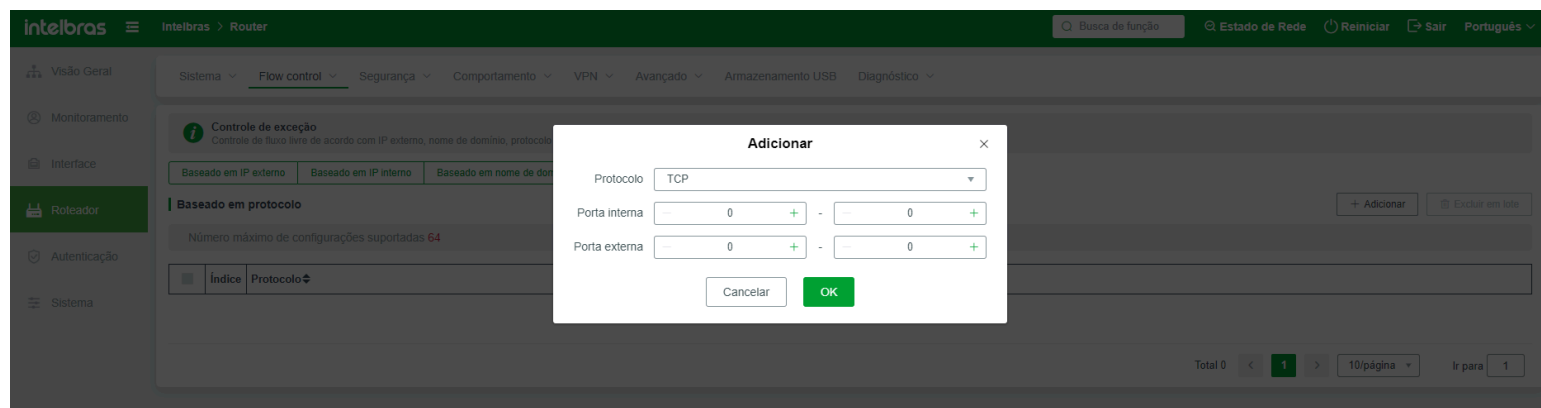 intelbras
Intelbras > Router
Busca de função
Estado de Rede
Reiniciar
Sair
Português
Visão Geral
Monitoramento
Interface
Roteador
Autenticação
Sistema
Sistema
Flow control
Segurança
Comportamento
VPN
Avançado
Armazenamento USB
Diagnóstico
Controle de exceção
Controle de fluxo livre de acordo com IP externo, nome de domínio, protocolo
Baseado em IP externo
Baseado em IP interno
Baseado em nome de dom
Baseado em protocolo
+ Adicionar
Excluir em lote
Número máximo de configurações suportadas 64
Índice
Protocolo
Adicionar
Protocolo
TCP
Porta interna
0
-
0
Porta externa
0
-
0
Cancelar
OK
Total 0
1
10/página
Ir para
1